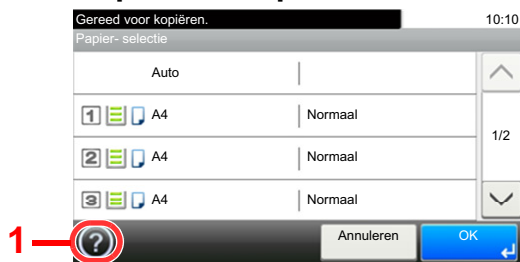 Gereed voor kopiëren. 10:10
Papier- selectie
Auto
1 A4 Normaal
1/2
2 A4 Normaal
3 A4 Normaal
1 ? Annuleren OK